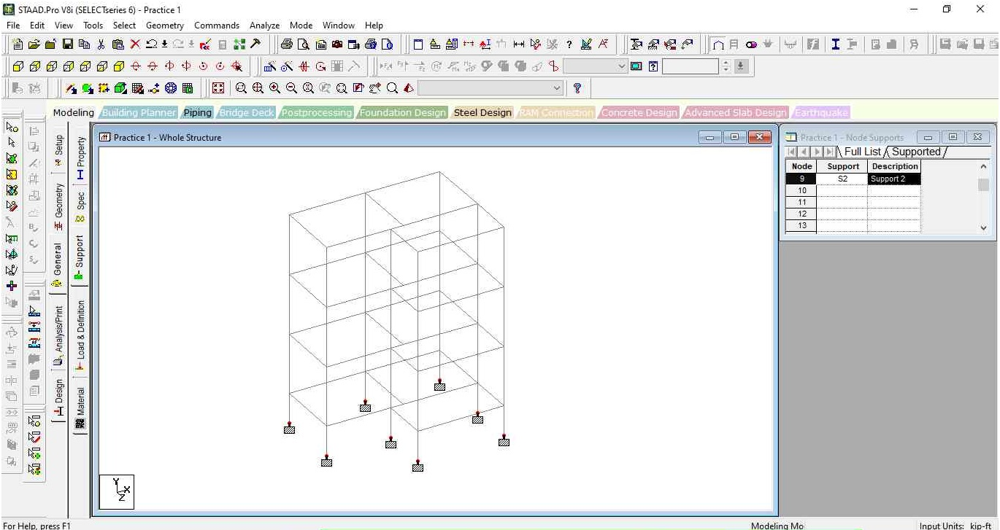 STAAD.Pro V8i (SELECTseries 6) - Practice 1
File Edit View Tools Select Geometry Commands Analyze Mode Window Help
Modeling Building Planner Piping Bridge Deck Postprocessing Foundation Design Steel Design RAM Connection Concrete Design Advanced Slab Design Earthquake
Setup
Geometry
General
Analysis/Print
Design
Property
Spec
Support
Load & Definition
Material
Practice 1 - Whole Structure
Y
X
Z
Practice 1 - Node Supports
Full List Supported
Node Support Description
9 S2 Support 2
10
11
12
13
For Help, press F1
Modeling Mo
Input Units: kip-ft